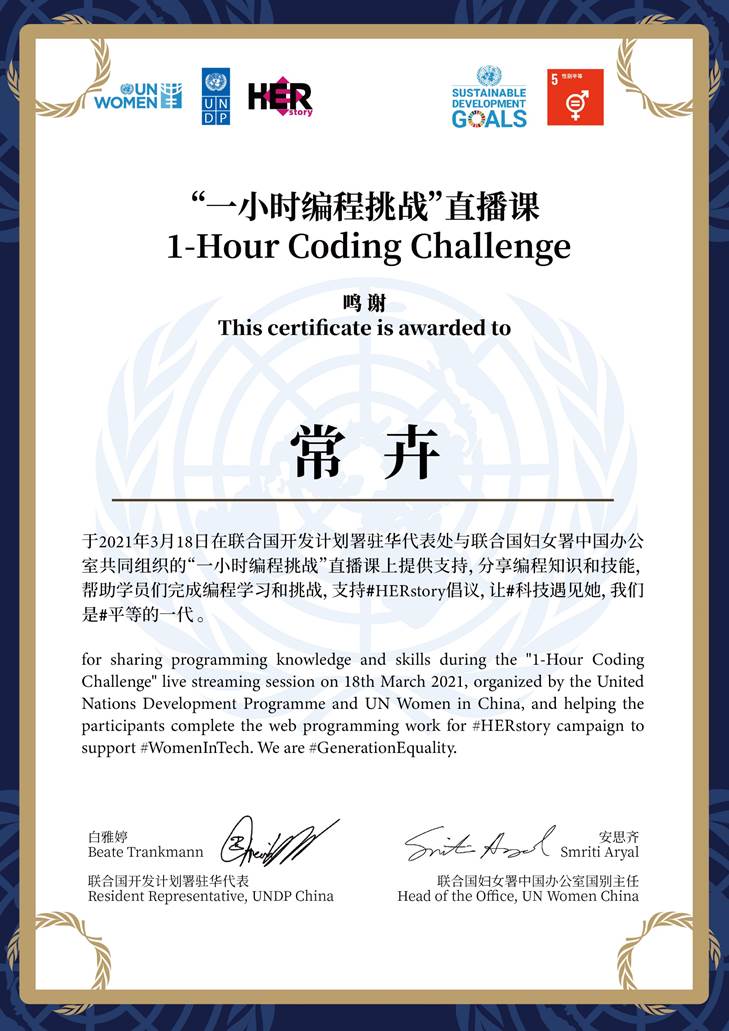 UN
WOMEN
UN
DP
HER
story
SUSTAINABLE
DEVELOPMENT
GOALS
5 性别平等
“一小时编程挑战”直播课
1-Hour Coding Challenge
鸣 谢
This certificate is awarded to
常 卉
于2021年3月18日在联合国开发计划署驻华代表处与联合国妇女署中国办公
室共同组织的“一小时编程挑战”直播课上提供支持, 分享编程知识和技能,
帮助学员们完成编程学习和挑战, 支持#HERstory倡议, 让#科技遇见她, 我们
是#平等的一代 。
for sharing programming knowledge and skills during the "1-Hour Coding
Challenge" live streaming session on 18th March 2021, organized by the United
Nations Development Programme and UN Women in China, and helping the
participants complete the web programming work for #HERstory campaign to
support #WomenInTech. We are #GenerationEquality.
白雅婷
Beate Trankmann
联合国开发计划署驻华代表
Resident Representative, UNDP China
Smriti Aryal
安思齐
Smriti Aryal
联合国妇女署中国办公室国别主任
Head of the Office, UN Women China